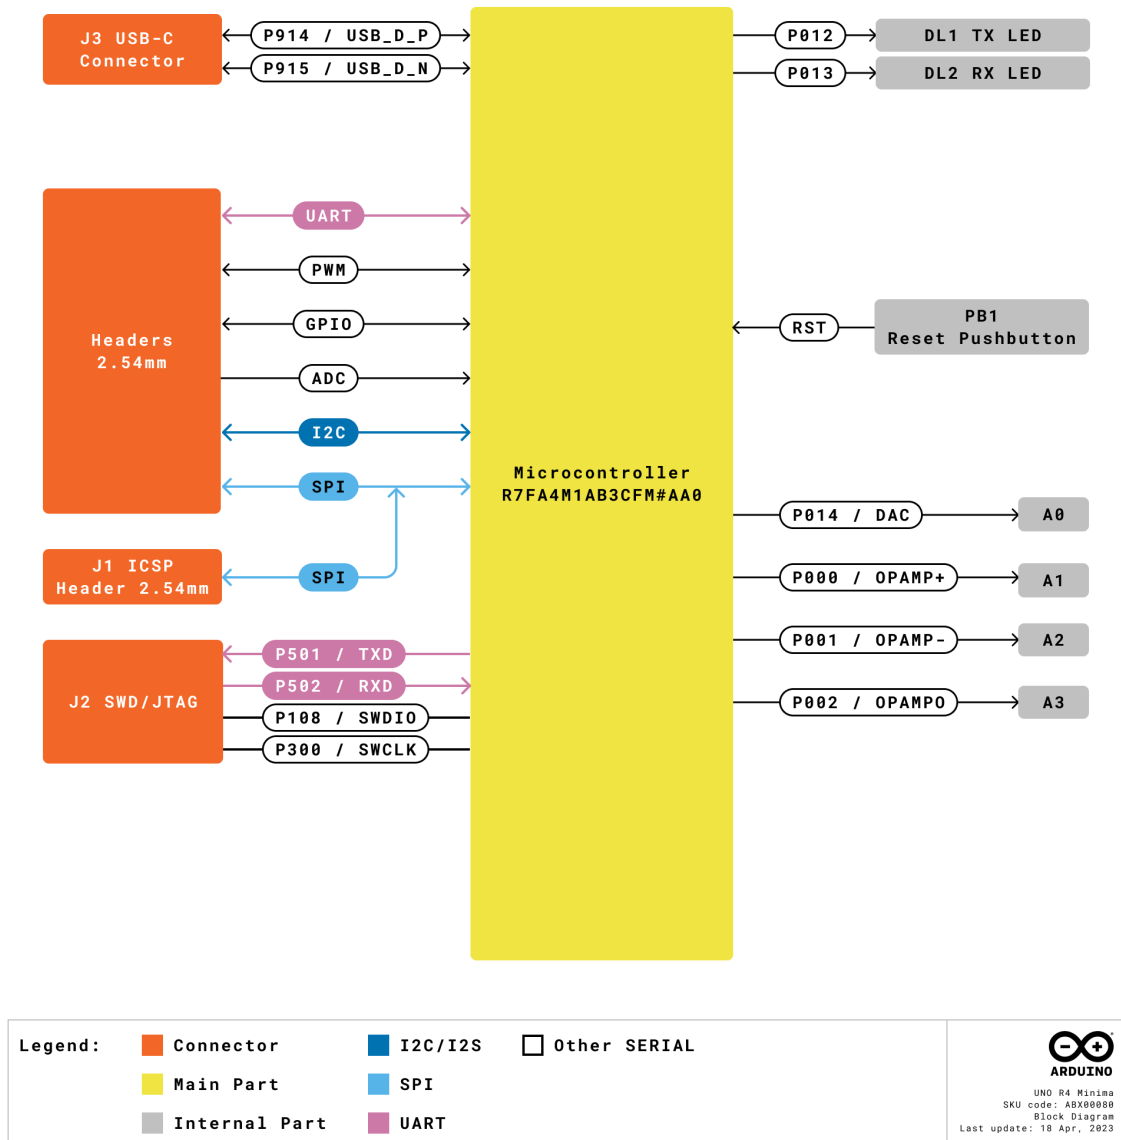 J3 USB-C
Connector
P914 / USB_D_P
P915 / USB_D_N
P012
DL1 TX LED
P013
DL2 RX LED
Headers
2.54mm
UART
PWM
GPIO
ADC
I2C
SPI
J1 ICSP
Header 2.54mm
SPI
J2 SWD/JTAG
P501 / TXD
P502 / RXD
P108 / SWDIO
P300 / SWCLK
Microcontroller
R7FA4M1AB3CFM#AA0
RST
PB1
Reset Pushbutton
P014 / DAC
A0
P000 / OPAMP+
A1
P001 / OPAMP-
A2
P002 / OPAMPO
A3
Legend:
Connector
Main Part
Internal Part
I2C/I2S
SPI
UART
Other SERIAL
ARDUINO
UNO R4 Minima
SKU code: ABX00080
Block Diagram
Last update: 18 Apr, 2023